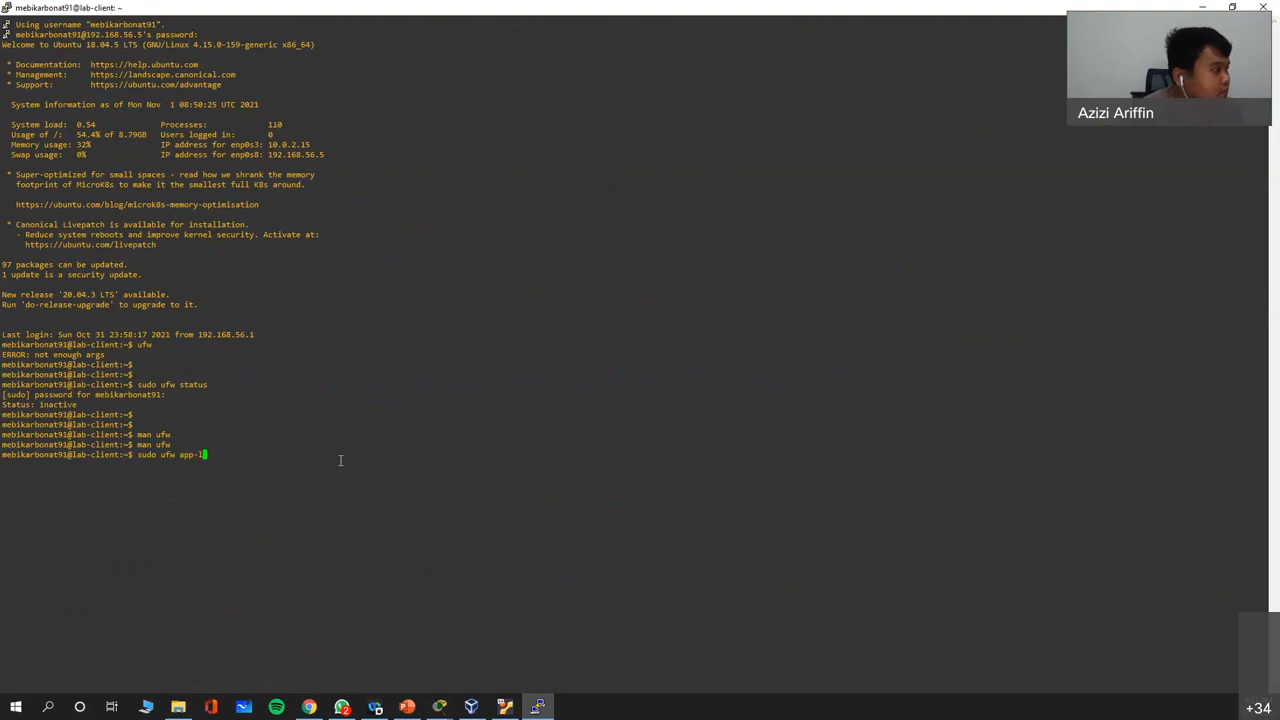 mebikarbonat91@lab-client: ~
Using username "mebikarbonat91".
mebikarbonat91@192.168.56.5's password:
Welcome to Ubuntu 18.04.5 LTS (GNU/Linux 4.15.0-159-generic x86_64)
* Documentation: https://help.ubuntu.com
* Management: https://landscape.canonical.com
* Support: https://ubuntu.com/advantage
System information as of Mon Nov 1 08:50:25 UTC 2021
System load: 0.54 Processes: 110
Usage of /: 54.4% of 8.79GB Users logged in: 0
Memory usage: 32% IP address for enp0s3: 10.0.2.15
Swap usage: 0% IP address for enp0s8: 192.168.56.5
* Super-optimized for small spaces - read how we shrank the memory
footprint of MicroK8s to make it the smallest full K8s around.
https://ubuntu.com/blog/microk8s-memory-optimisation
* Canonical Livepatch is available for installation.
- Reduce system reboots and improve kernel security. Activate at:
https://ubuntu.com/livepatch
97 packages can be updated.
1 update is a security update.
New release '20.04.3 LTS' available.
Run 'do-release-upgrade' to upgrade to it.
Last login: Sun Oct 31 23:58:17 2021 from 192.168.56.1
mebikarbonat91@lab-client:~$ ufw
ERROR: not enough args
mebikarbonat91@lab-client:~$
mebikarbonat91@lab-client:~$
mebikarbonat91@lab-client:~$ sudo ufw status
[sudo] password for mebikarbonat91:
Status: inactive
mebikarbonat91@lab-client:~$
mebikarbonat91@lab-client:~$
mebikarbonat91@lab-client:~$ man ufw
mebikarbonat91@lab-client:~$ man ufw
mebikarbonat91@lab-client:~$ sudo ufw app-l
Azizi Ariffin
2
+34